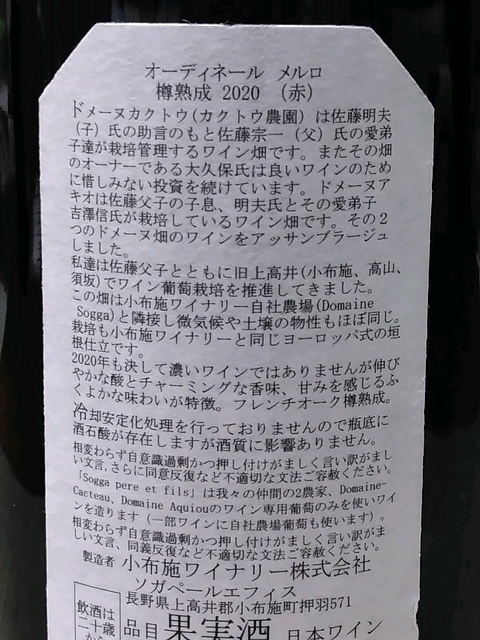 オーディネール　メルロ
樽熟成 2020 （赤）
ドメーヌカクトウ(カクトウ農園）は佐藤明夫
(子）氏の助言のもと佐藤宗一（父）氏の愛弟
子達が栽培管理するワイン畑です。またその畑
のオーナーである大久保氏は良いワインのため
に惜しみない投資を続けています。ドメーヌア
キオは佐藤父子の子息、明夫氏とその愛弟子
吉澤信氏が栽培しているワイン畑です。その２
つのドメーヌ畑のワインをアッサンブラージュ
しました。
私達は佐藤父子とともに旧上高井(小布施、高山、
須坂)でワイン葡萄栽培を推進してきました。
この畑は小布施ワイナリー自社農場(Domaine
Sogga)と隣接し微気候や土壌の物性もほぼ同じ。
栽培も小布施ワイナリーと同じヨーロッパ式の垣
根仕立です。
2020年も決して濃いワインではありませんが伸び
やかな酸とチャーミングな香味、甘みを感じるふ
くよかな味わいが特徴。フレンチオーク樽熟成。
冷却安定化処理を行っておりませんので瓶底に
酒石酸が存在しますが酒質に影響ありません。
相変わらず自意識過剰かつ押し付けがましく言い訳がまし
い文言,さらに同意反復など不適切な文法ご容赦ください。
「Sogga pere et fils」は我々の仲間の2農家、Domaine-
Cacteau、Domaine Aquiouのワイン専用葡萄のみを使いワイ
ンを造ります（一部ワインに自社農場葡萄も使います）。
相変わらず自意識過剰かつ押し付けがましく言い訳がま
しい文言、同義反復など不適切な文法ご容赦ください。
製造者　小布施ワイナリー株式会社
ソガペールエフィス
長野県上高井郡小布施町押羽571
品目 果実酒 日本ワイン
飲酒は
二十歳
から